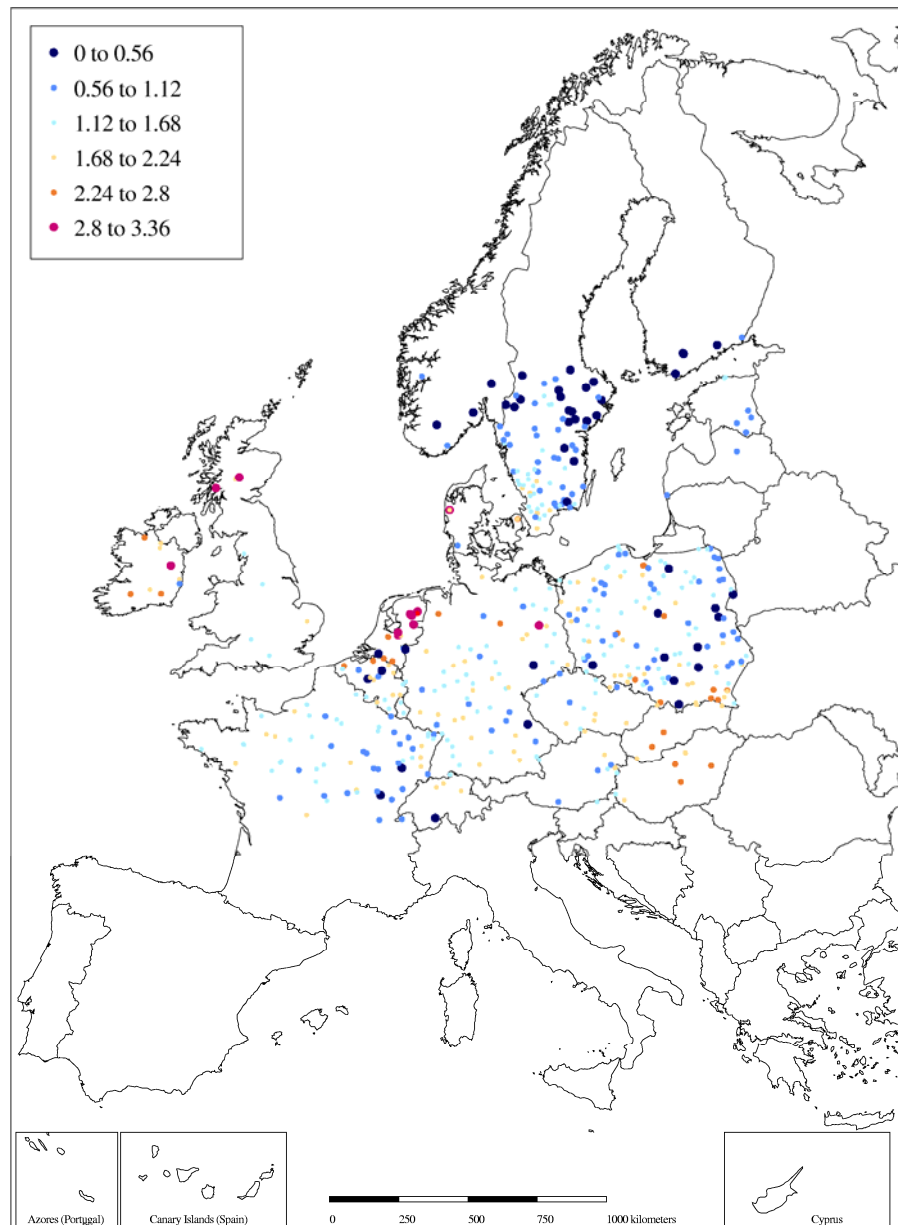 0 to 0.56
0.56 to 1.12
1.12 to 1.68
1.68 to 2.24
2.24 to 2.8
2.8 to 3.36
Azores (Portugal)
Canary Islands (Spain)
0 250 500 750 1000 kilometers
Cyprus